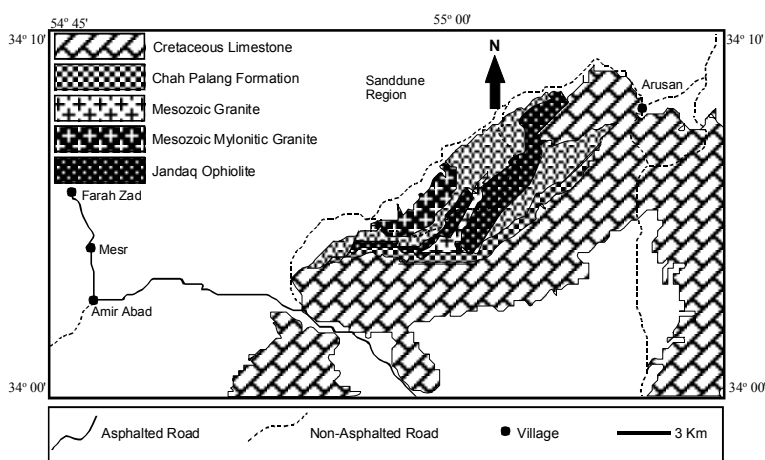 54° 45'
55° 00'
34° 10'
34° 10'
Cretaceous Limestone
Chah Palang Formation
Mesozoic Granite
Mesozoic Mylonitic Granite
Jandaq Ophiolite
Sanddune
Region
N
Arusan
Farah Zad
Mesr
Amir Abad
34° 00'
34° 00'
Asphalted Road
Non-Asphalted Road
Village
3 Km